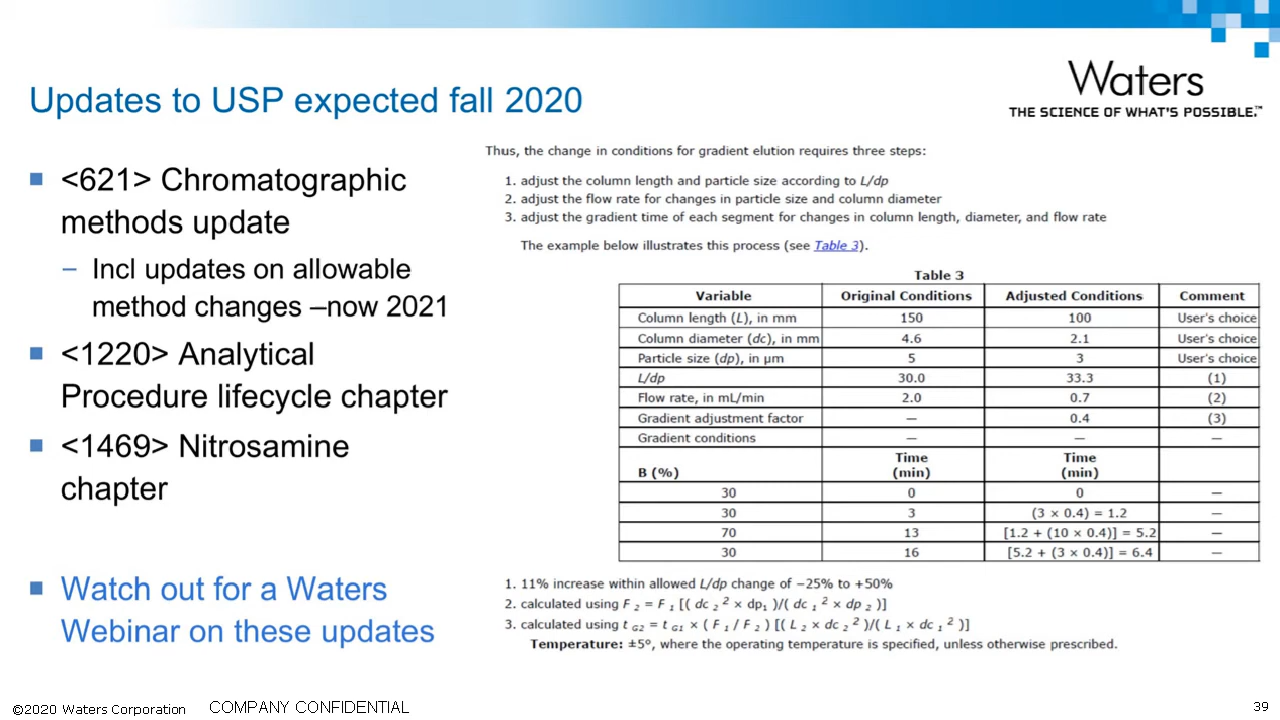 Waters
THE SCIENCE OF WHAT'S POSSIBLE.™
Updates to USP expected fall 2020
<621> Chromatographic
methods update
– Incl updates on allowable
method changes –now 2021
<1220> Analytical
Procedure lifecycle chapter
<1469> Nitrosamine
chapter
Watch out for a Waters
Webinar on these updates
Thus, the change in conditions for gradient elution requires three steps:
1. adjust the column length and particle size according to L/dp
2. adjust the flow rate for changes in particle size and column diameter
3. adjust the gradient time of each segment for changes in column length, diameter, and flow rate
The example below illustrates this process (see Table 3).
Table 3
Variable Original Conditions Adjusted Conditions Comment
Column length (L), in mm 150 100 User's choice
Column diameter (dc), in mm 4.6 2.1 User's choice
Particle size (dp), in µm 5 3 User's choice
L/dp 30.0 33.3 (1)
Flow rate, in mL/min 2.0 0.7 (2)
Gradient adjustment factor — 0.4 (3)
Gradient conditions — — —
B (%) Time (min) Time (min)
30 0 0 —
30 3 (3 × 0.4) = 1.2 —
70 13 [1.2 + (10 × 0.4)] = 5.2 —
30 16 [5.2 + (3 × 0.4)] = 6.4 —
1. 11% increase within allowed L/dp change of −25% to +50%
2. calculated using F 2 = F 1 [( dc 2 2 × dp1 )/( dc 1 2 × dp 2 )]
3. calculated using t G2 = t G1 × ( F 1 / F 2 ) [( L 2 × dc 2 2 )/( L 1 × dc 1 2 )]
Temperature: ±5°, where the operating temperature is specified, unless otherwise prescribed.
©2020 Waters Corporation COMPANY CONFIDENTIAL 39